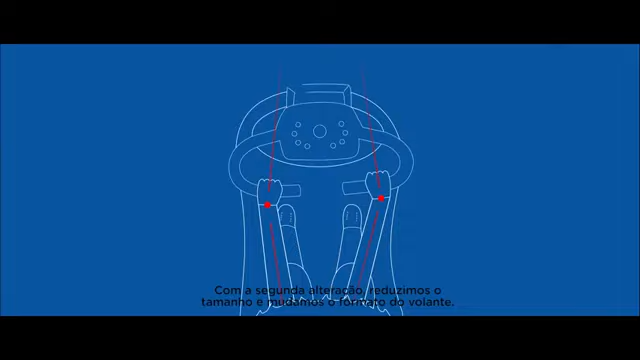 Com a segunda alteração, reduzimos o
tamanho e mudamos o formato do volante.